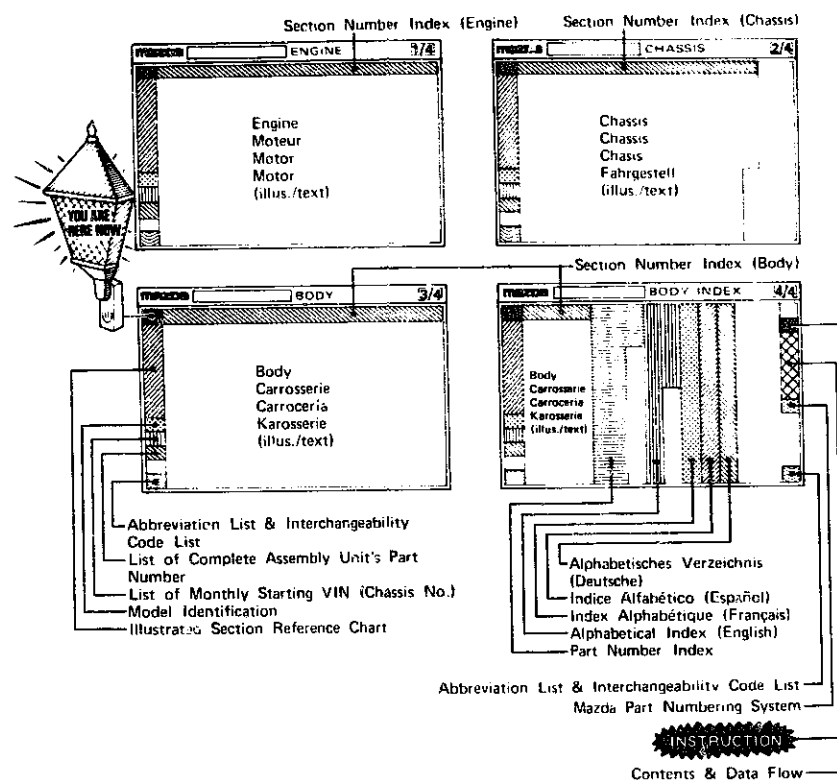 Section Number Index (Engine)
Section Number Index (Chassis)
mazda ENGINE 1/4
Engine
Moteur
Motor
Motor
(illus./text)
CHASSIS 2/4
Chassis
Chassis
Chasis
Fahrgestell
(illus./text)
YOU ARE
HERE NOW
Section Number Index (Body)
mazda BODY 3/4
Body
Carrosserie
Carroceria
Karosserie
(illus./text)
mazda BODY INDEX 4/4
Body
Carrosserie
Carroceria
Karosserie
(illus./text)
Abbreviation List & Interchangeability
Code List
List of Complete Assembly Unit's Part
Number
List of Monthly Starting VIN (Chassis No.)
Model Identification
Illustrated Section Reference Chart
Alphabetisches Verzeichnis
(Deutsche)
Indice Alfabético (Español)
Index Alphabétique (Français)
Alphabetical Index (English)
Part Number Index
Abbreviation List & Interchangeability Code List
Mazda Part Numbering System
INSTRUCTION
Contents & Data Flow